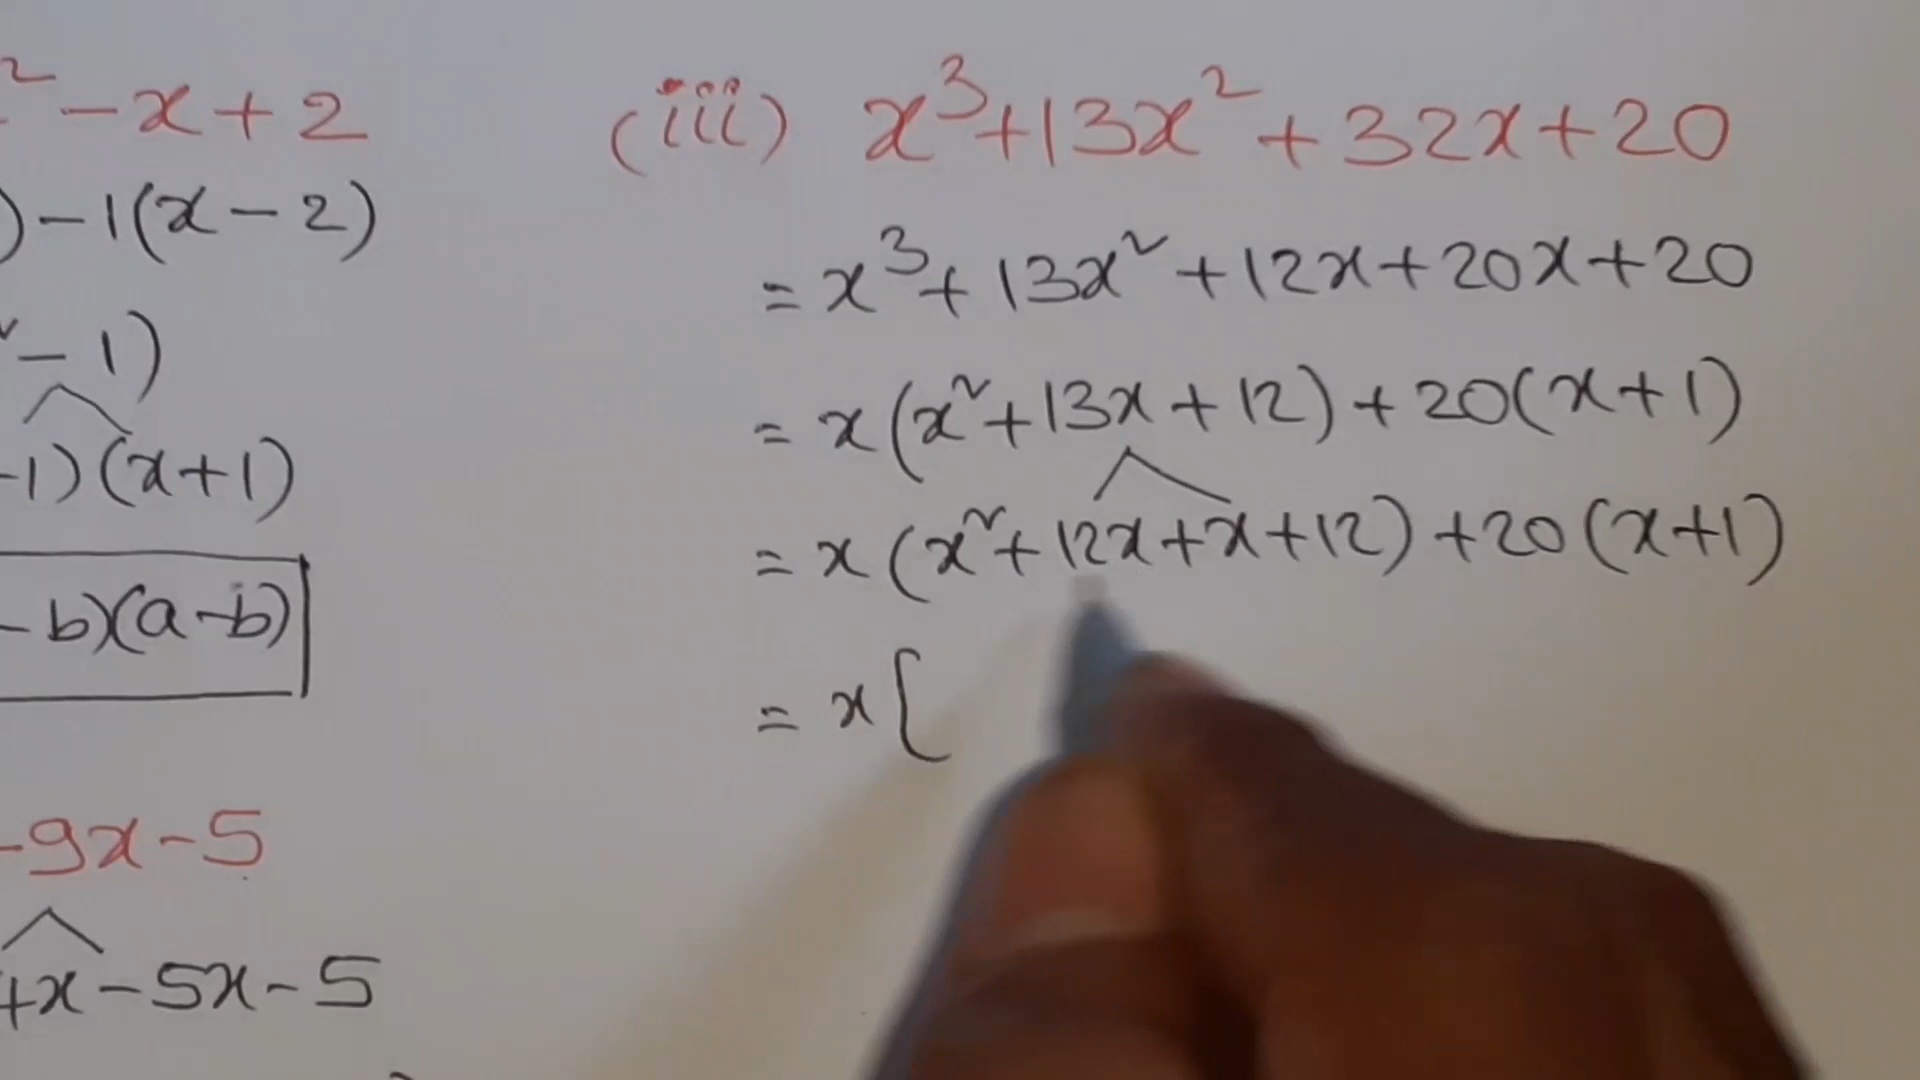 ² - x + 2
) - 1(x - 2)
- 1)
-1)(x+1)
- b)(a-b)
-9x-5
+x-5x-5
(iii) x³+13x²+32x+20
= x³+13x²+12x+20x+20
= x(x²+13x+12)+20(x+1)
= x(x²+12x+x+12)+20(x+1)
= x[